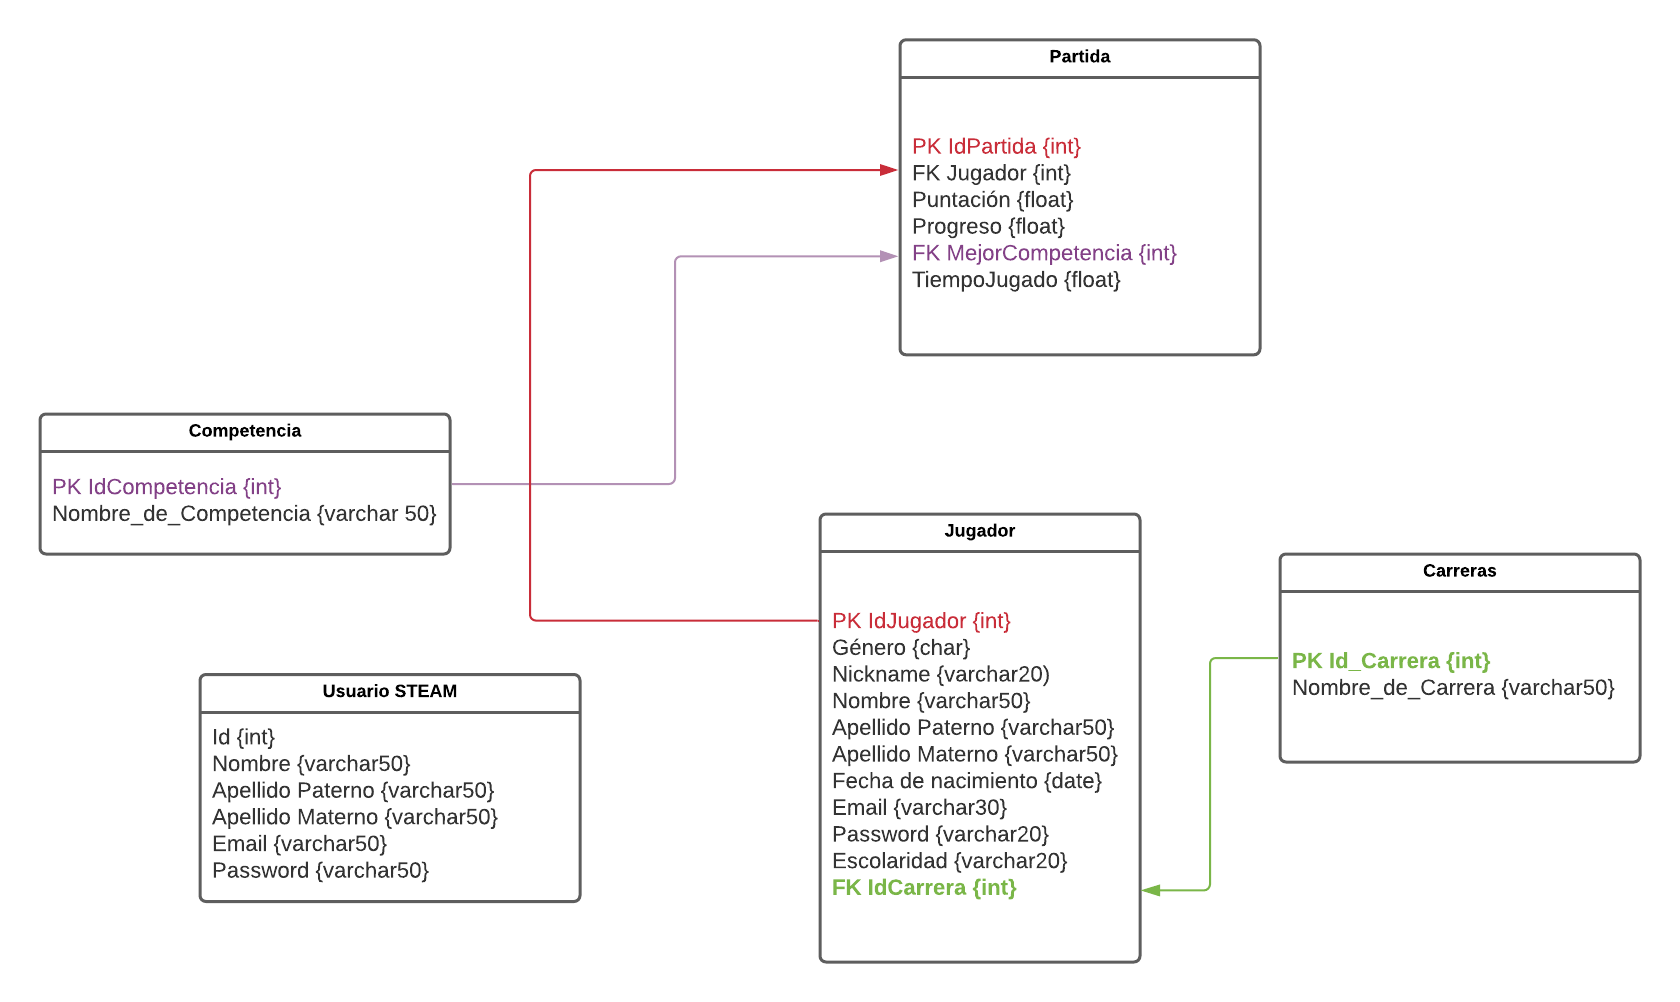 Partida
PK IdPartida {int}
FK Jugador {int}
Puntación {float}
Progreso {float}
FK MejorCompetencia {int}
TiempoJugado {float}
Competencia
PK IdCompetencia {int}
Nombre_de_Competencia {varchar 50}
Jugador
PK IdJugador {int}
Género {char}
Nickname {varchar20)
Nombre {varchar50}
Apellido Paterno {varchar50}
Apellido Materno {varchar50}
Fecha de nacimiento {date}
Email {varchar30}
Password {varchar20}
Escolaridad {varchar20}
FK IdCarrera {int}
Carreras
PK Id_Carrera {int}
Nombre_de_Carrera {varchar50}
Usuario STEAM
Id {int}
Nombre {varchar50}
Apellido Paterno {varchar50}
Apellido Materno {varchar50}
Email {varchar50}
Password {varchar50}